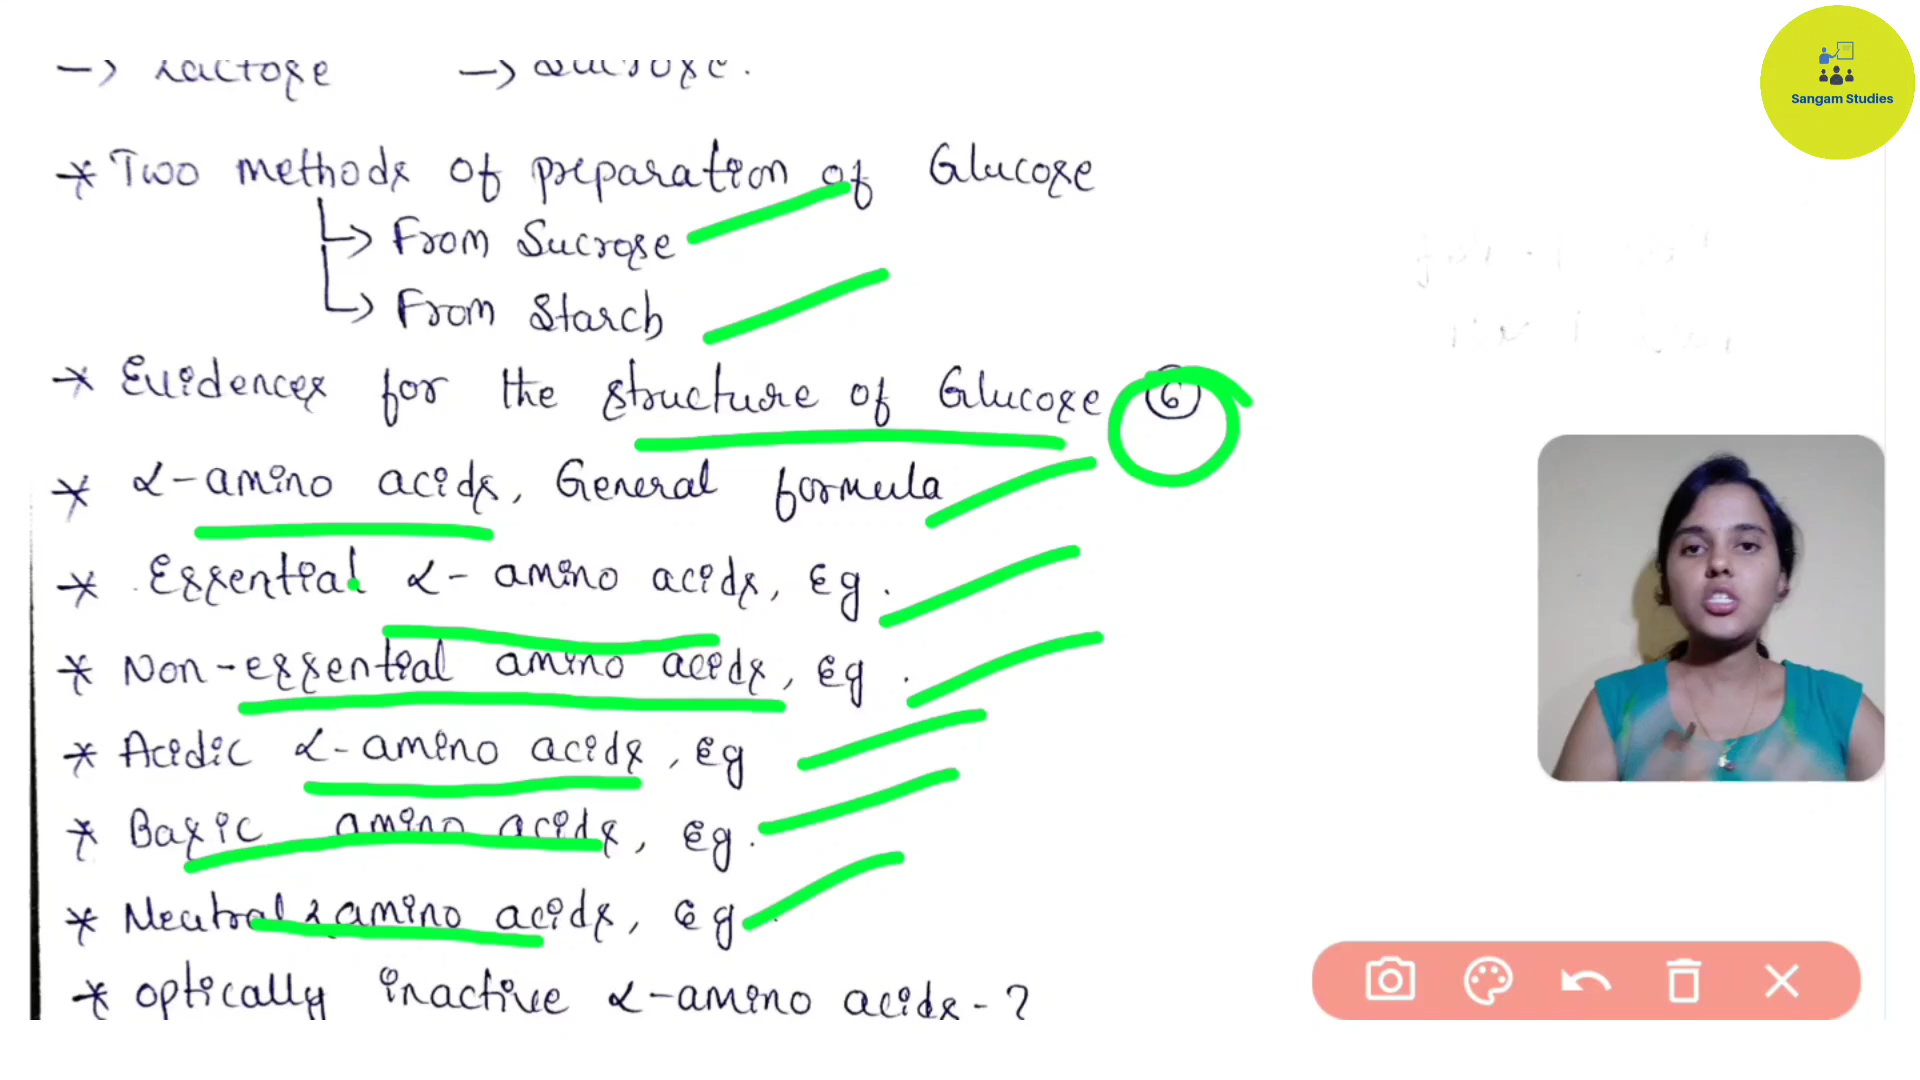 → Lactose → Sucrose.
Sangam Studies
* Two methods of preparation of Glucose
→ From Sucrose
→ From Starch
* Evidences for the structure of Glucose ⑥
* α-amino acids, General formula
* Essential α- amino acids, Eg.
* Non-essential amino acids, Eg.
* Acidic α-amino acids, Eg
* Basic amino acids, Eg.
* Neutral α amino acids, Eg
* optically inactive α-amino acids-?